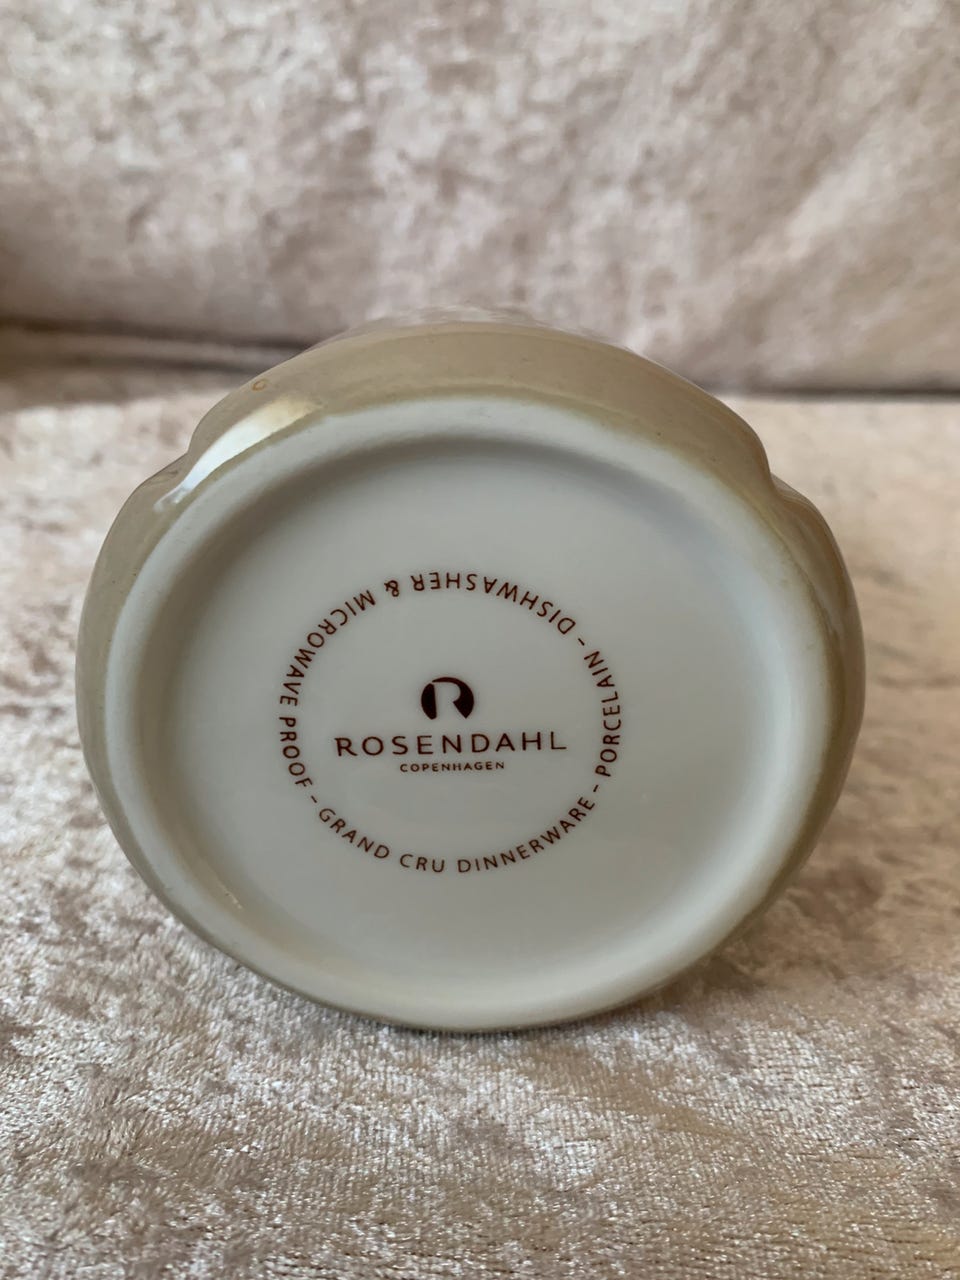 R
ROSENDAHL
COPENHAGEN
GRAND CRU DINNERWARE - PORCELAIN - DISHWASHER & MICROWAVE PROOF -